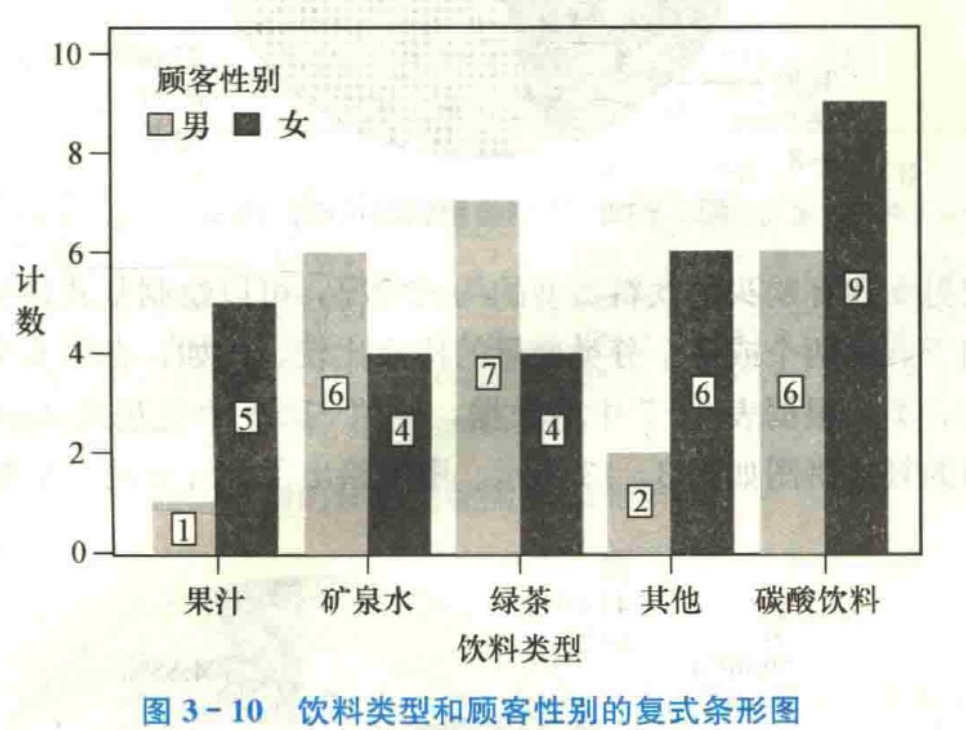 10
顾客性别
男 女
8
6
4
2
0
计数
1 5 6 4 7 4 2 6 6 9
果汁 矿泉水 绿茶 其他 碳酸饮料
饮料类型
图 3-10 饮料类型和顾客性别的复式条形图